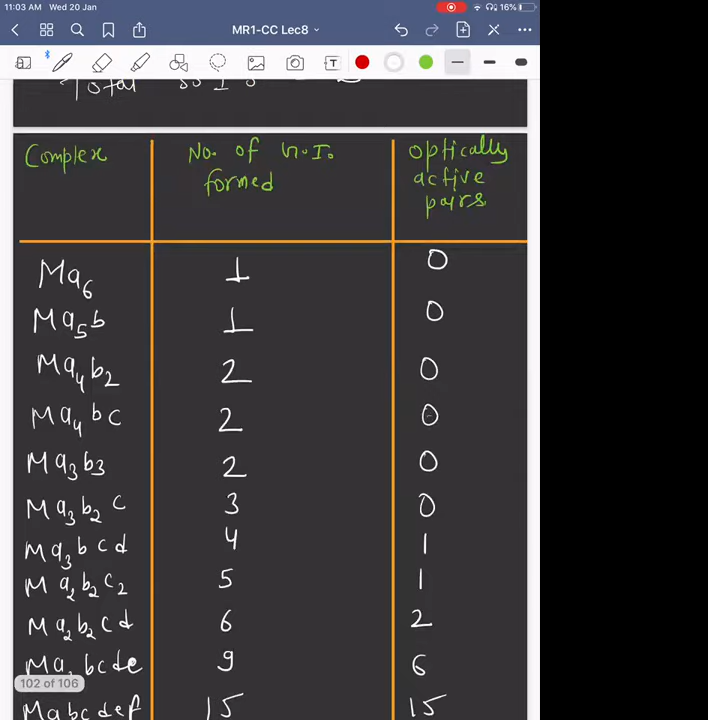 11:03 AM Wed 20 Jan
16%
MR1-CC Lec8
T
Total
Complex No. of G.I. formed Optically active pairs
Ma6 1 0
Ma5b 1 0
Ma4b2 2 0
Ma4bc 2 0
Ma3b3 2 0
Ma3b2c 3 0
Ma3bcd 4 1
Ma2b2c2 5 1
Ma2b2cd 6 2
Ma2bcde 9 6
102 of 106
Mabcdef 15 15